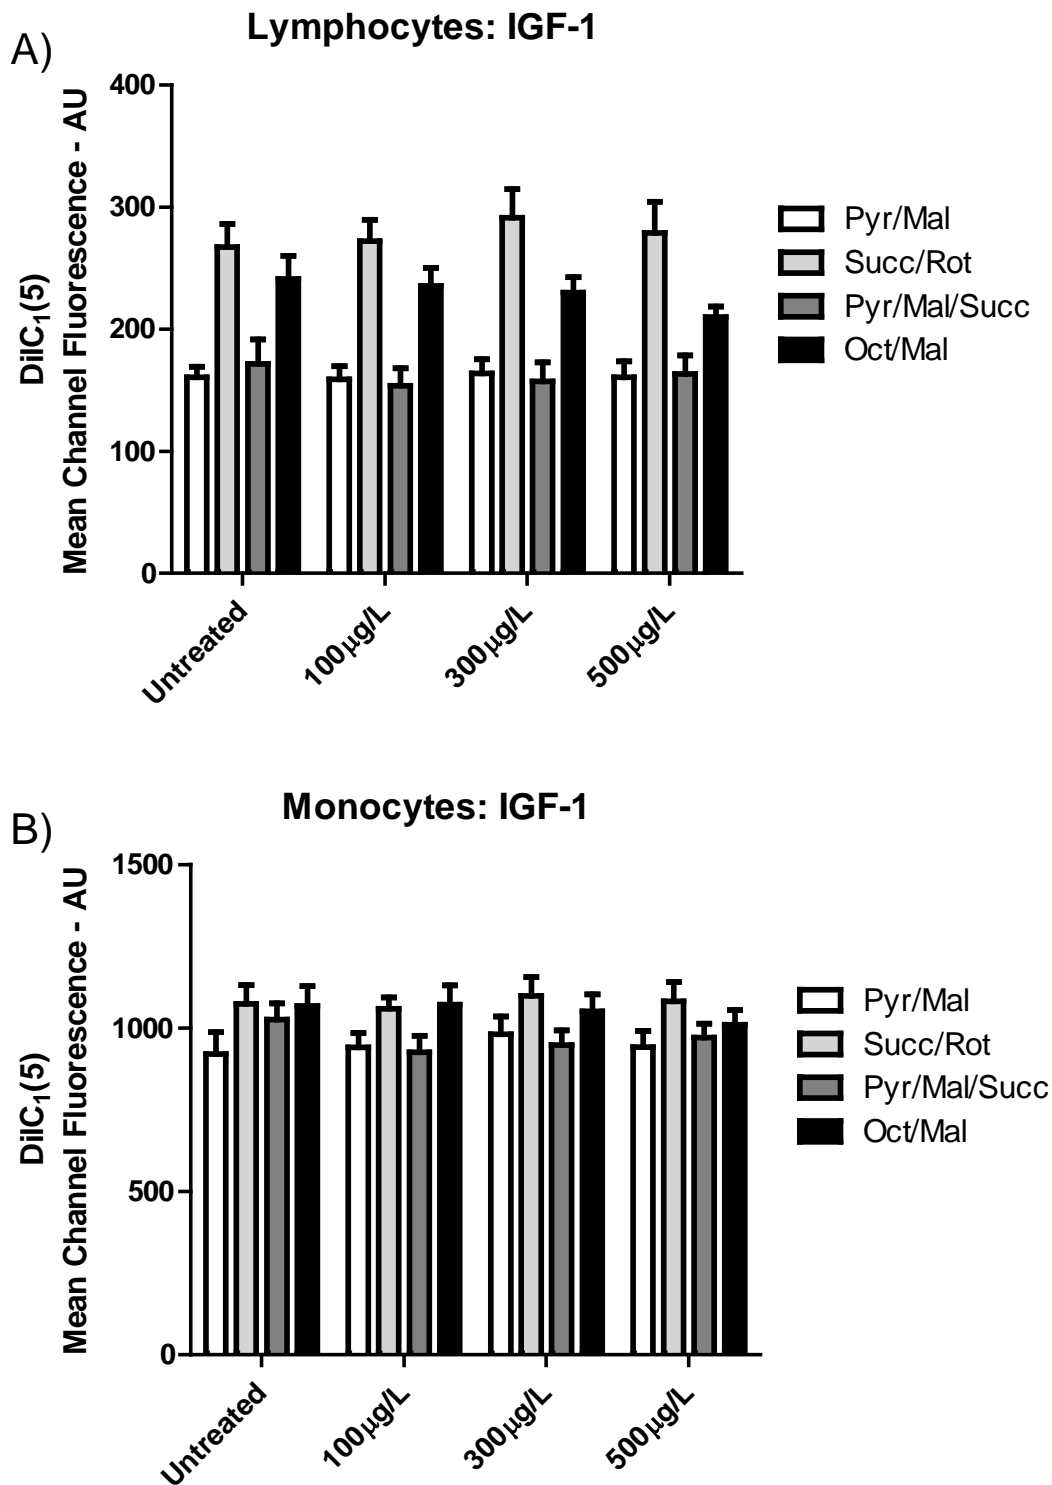 A)
Lymphocytes: IGF-1
DilC₁(5)
Mean Channel Fluorescence - AU
400
300
200
100
0
Untreated
100µg/L
300µg/L
500µg/L
Pyr/Mal
Succ/Rot
Pyr/Mal/Succ
Oct/Mal
B)
Monocytes: IGF-1
DilC₁(5)
Mean Channel Fluorescence - AU
1500
1000
500
0
Untreated
100µg/L
300µg/L
500µg/L
Pyr/Mal
Succ/Rot
Pyr/Mal/Succ
Oct/Mal